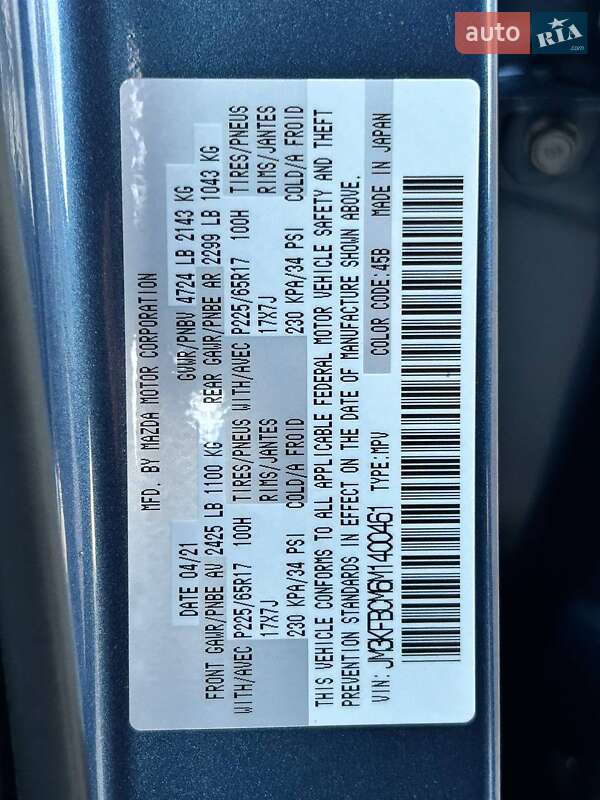 auto RIA.com
MFD. BY MAZDA MOTOR CORPORATION
DATE 04/21 GVWR/PNBV 4724 LB 2143 KG
FRONT GAWR/PNBE AV 2425 LB 1100 KG REAR GAWR/PNBE AR 2299 LB 1043 KG
WITH/AVEC P225/65R17 100H TIRES/PNEUS WITH/AVEC P225/65R17 100H TIRES/PNEUS
17X7J RIMS/JANTES 17X7J RIMS/JANTES
230 KPA/34 PSI COLD/A FROID 230 KPA/34 PSI COLD/A FROID
THIS VEHICLE CONFORMS TO ALL APPLICABLE FEDERAL MOTOR VEHICLE SAFETY AND THEFT
PREVENTION STANDARDS IN EFFECT ON THE DATE OF MANUFACTURE SHOWN ABOVE.
VIN: JM3KFBCM6M1400461 TYPE:MPV COLOR CODE:45B MADE IN JAPAN